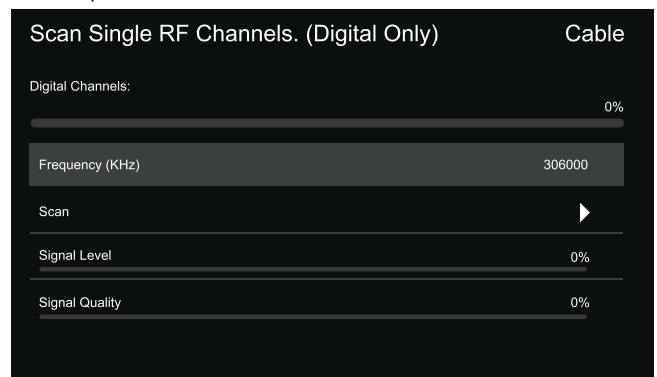 Scan Single RF Channels. (Digital Only) Cable
Digital Channels:
0%
Frequency (KHz) 306000
Scan
Signal Level 0%
Signal Quality 0%